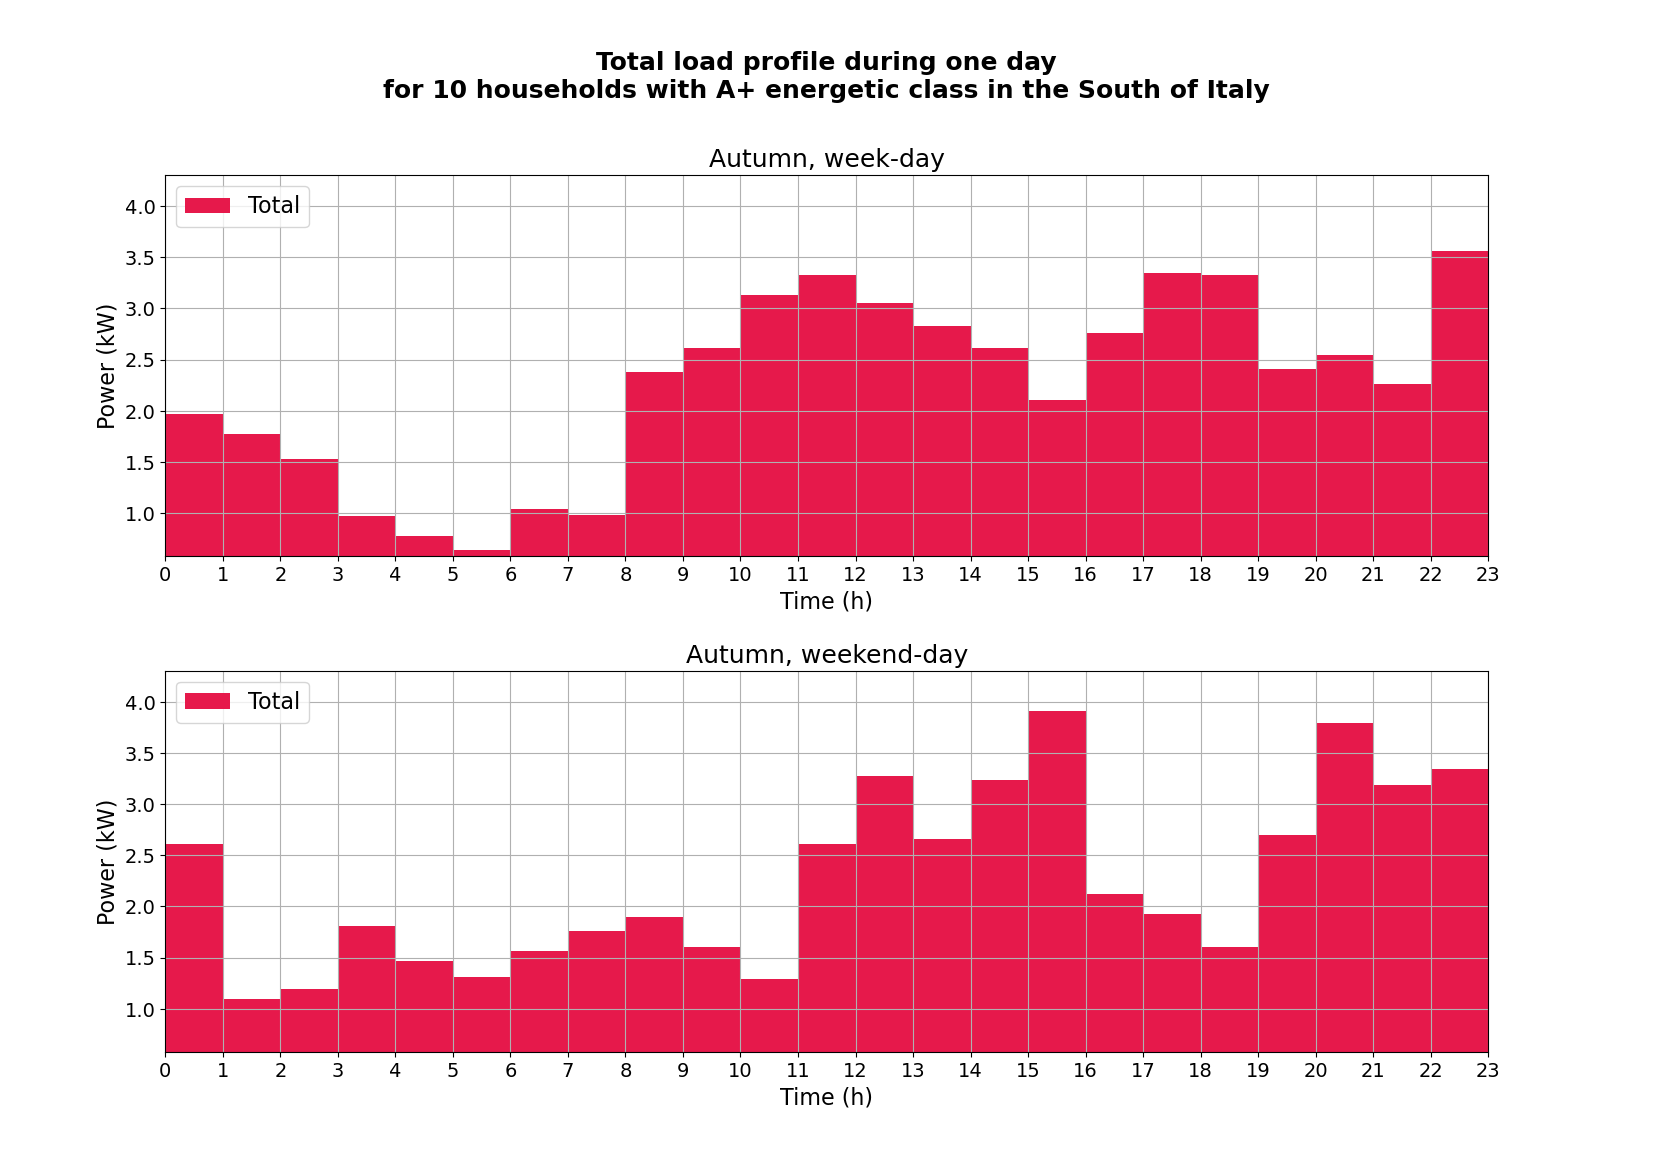 Total load profile during one day
for 10 households with A+ energetic class in the South of Italy
Autumn, week-day
Total
Power (kW)
4.0
3.5
3.0
2.5
2.0
1.5
1.0
0 1 2 3 4 5 6 7 8 9 10 11 12 13 14 15 16 17 18 19 20 21 22 23
Time (h)
Autumn, weekend-day
Total
Power (kW)
4.0
3.5
3.0
2.5
2.0
1.5
1.0
0 1 2 3 4 5 6 7 8 9 10 11 12 13 14 15 16 17 18 19 20 21 22 23
Time (h)